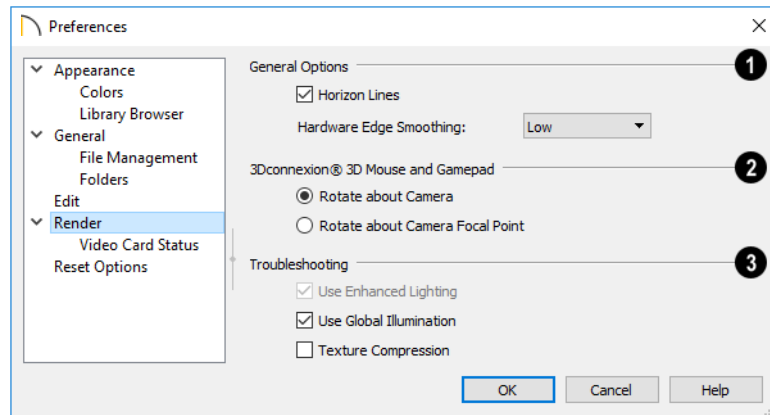 Preferences
Appearance
Colors
Library Browser
General
File Management
Folders
Edit
Render
Video Card Status
Reset Options
General Options
1
Horizon Lines
Hardware Edge Smoothing: Low
3Dconnexion® 3D Mouse and Gamepad
2
Rotate about Camera
Rotate about Camera Focal Point
Troubleshooting
3
Use Enhanced Lighting
Use Global Illumination
Texture Compression
OK Cancel Help